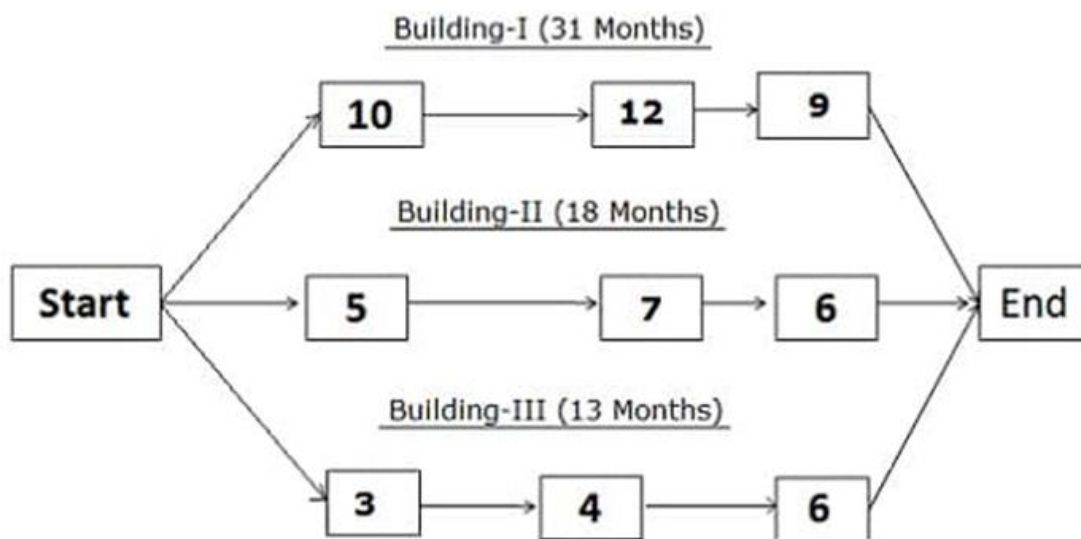 Building-I (31 Months)
10 12 9
Building-II (18 Months)
Start 5 7 6 End
Building-III (13 Months)
3 4 6